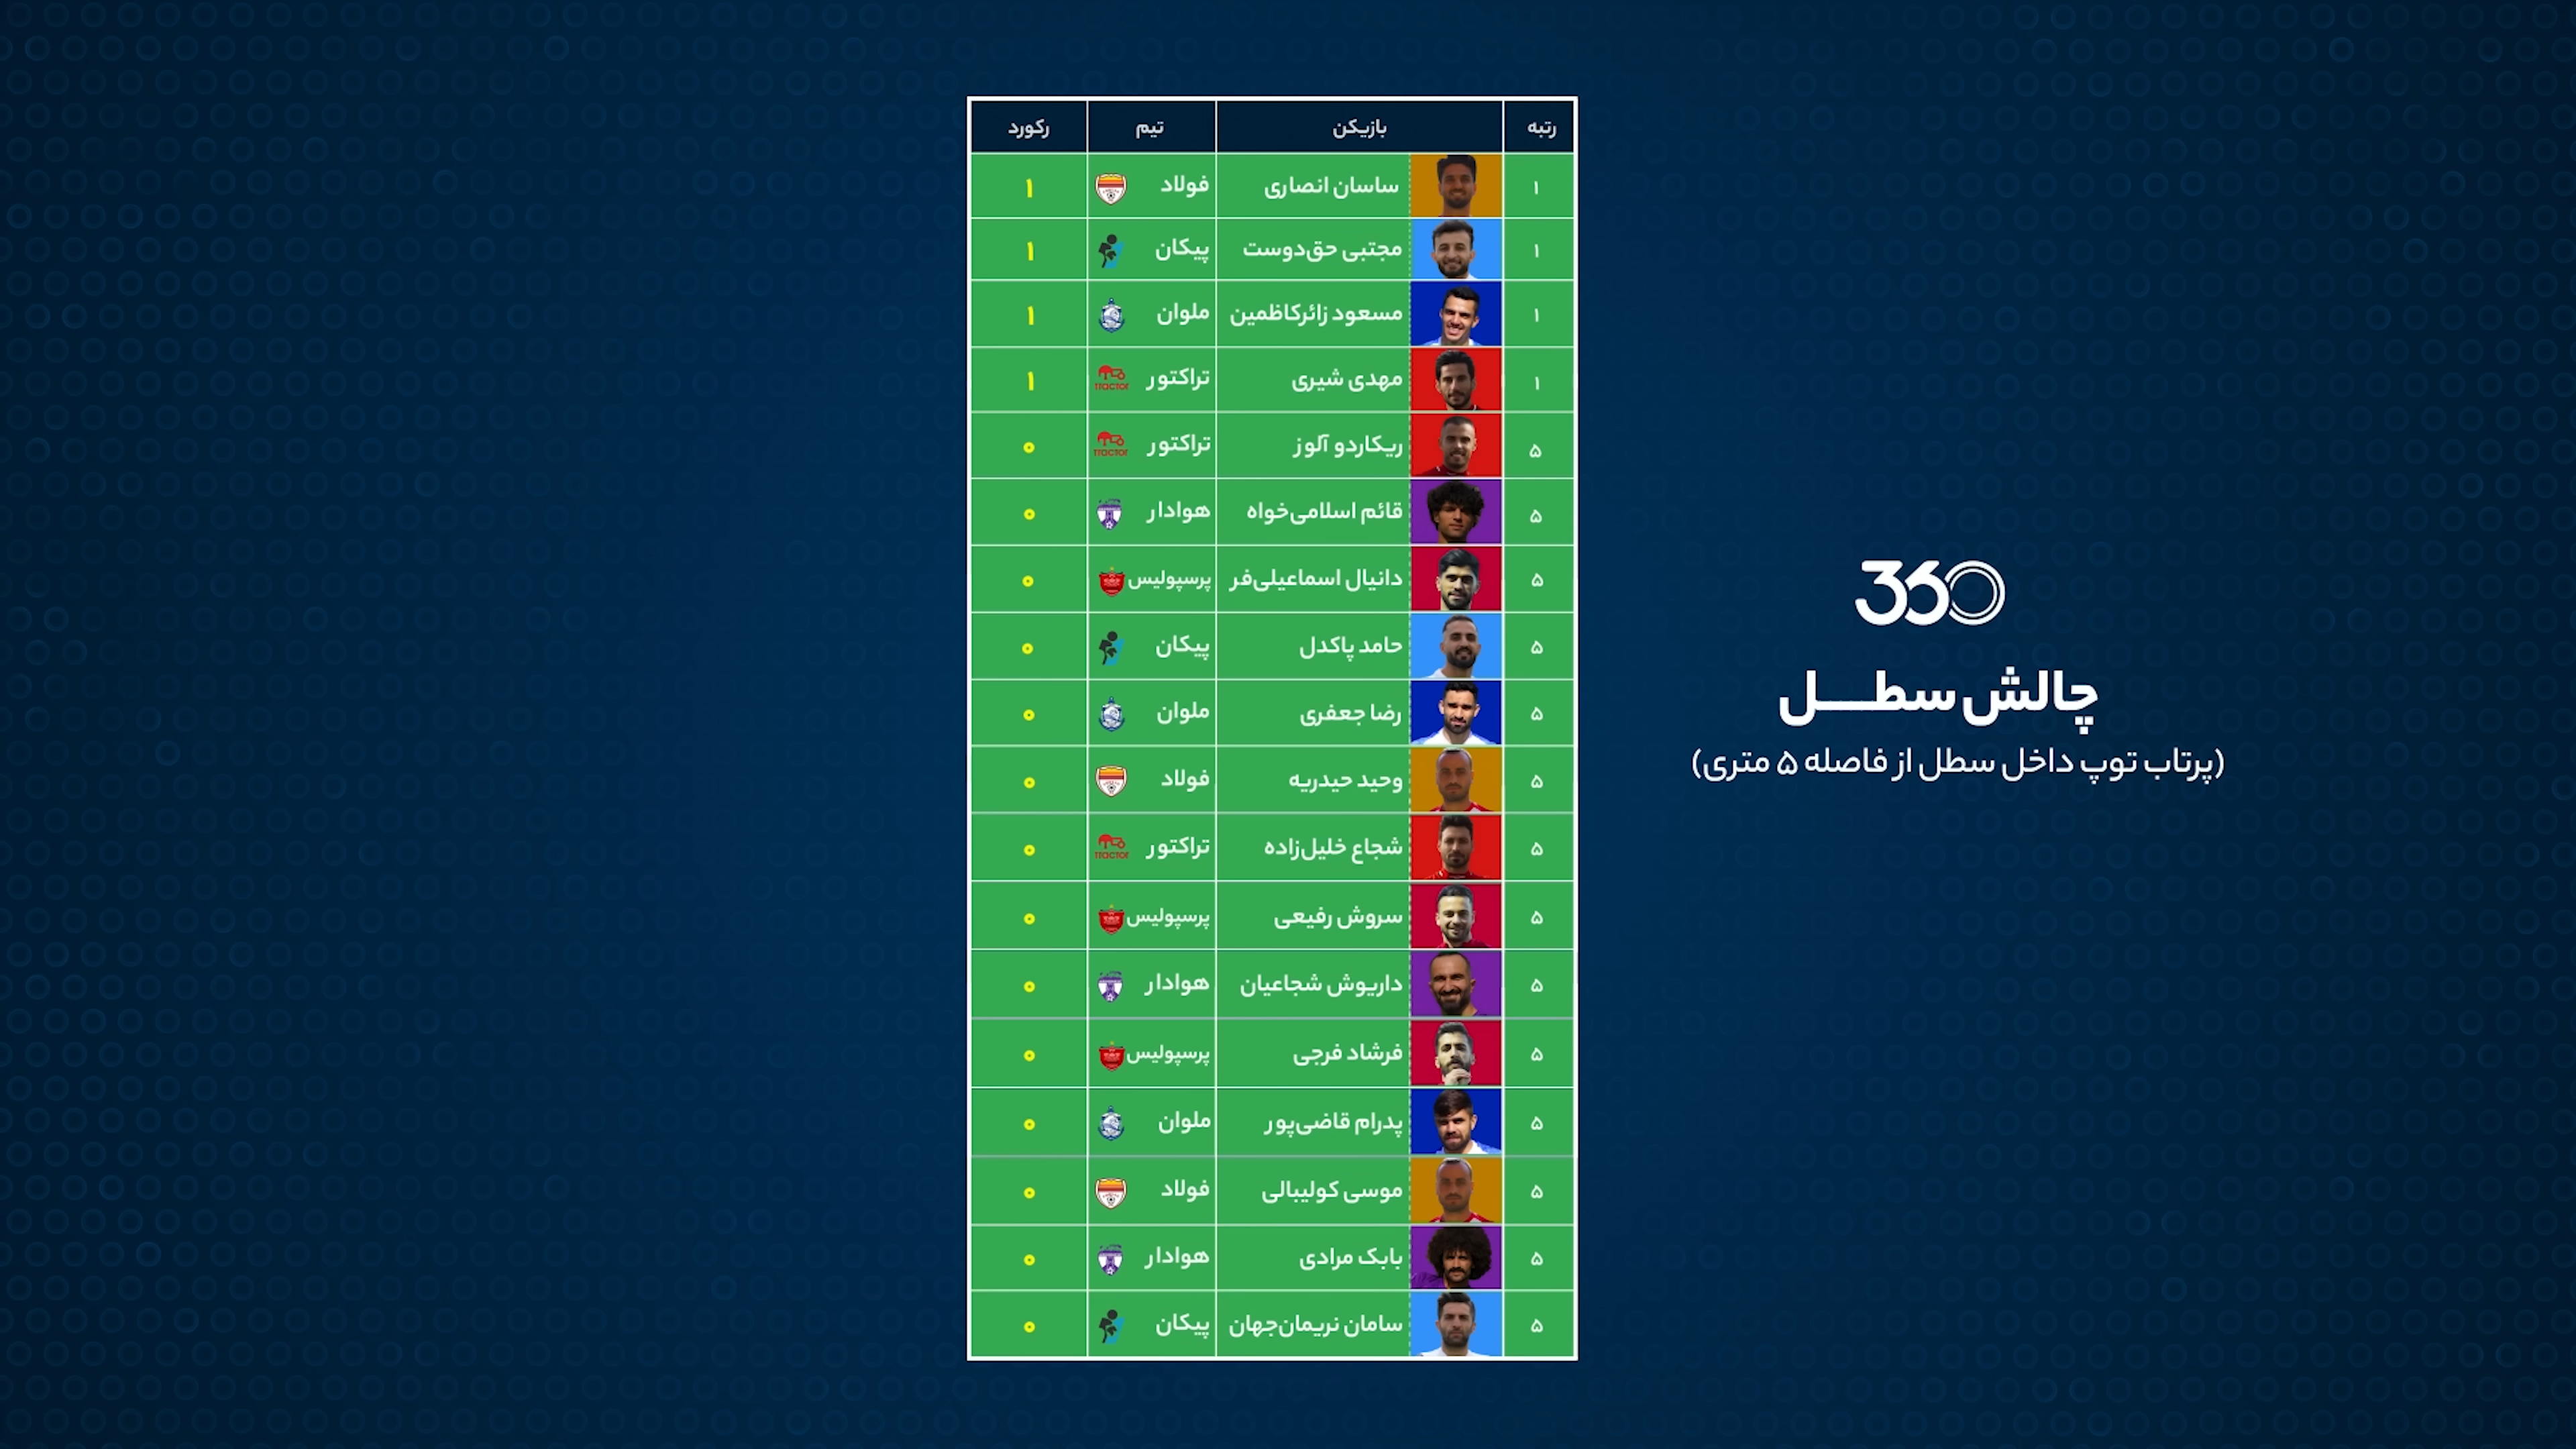 360
چالش سطل
(پرتاب توپ داخل سطل از فاصله ۵ متری)
رتبه بازیکن تیم رکورد
۱ ساسان انصاری فولاد ۱
۱ مجتبی حق‌دوست پیکان ۱
۱ مسعود زائرکاظمین ملوان ۱
۱ مهدی شیری تراکتور Tractor ۱
۵ ریکاردو آلوز تراکتور Tractor ۰
۵ قائم اسلامی‌خواه هوادار ۰
۵ دانیال اسماعیلی‌فر پرسپولیس ۰
۵ حامد پاکدل پیکان ۰
۵ رضا جعفری ملوان ۰
۵ وحید حیدریه فولاد ۰
۵ شجاع خلیل‌زاده تراکتور Tractor ۰
۵ سروش رفیعی پرسپولیس ۰
۵ داریوش شجاعیان هوادار ۰
۵ فرشاد فرجی پرسپولیس ۰
۵ پدرام قاضی‌پور ملوان ۰
۵ موسی کولیبالی فولاد ۰
۵ بابک مرادی هوادار ۰
۵ سامان نریمان‌جهان پیکان ۰